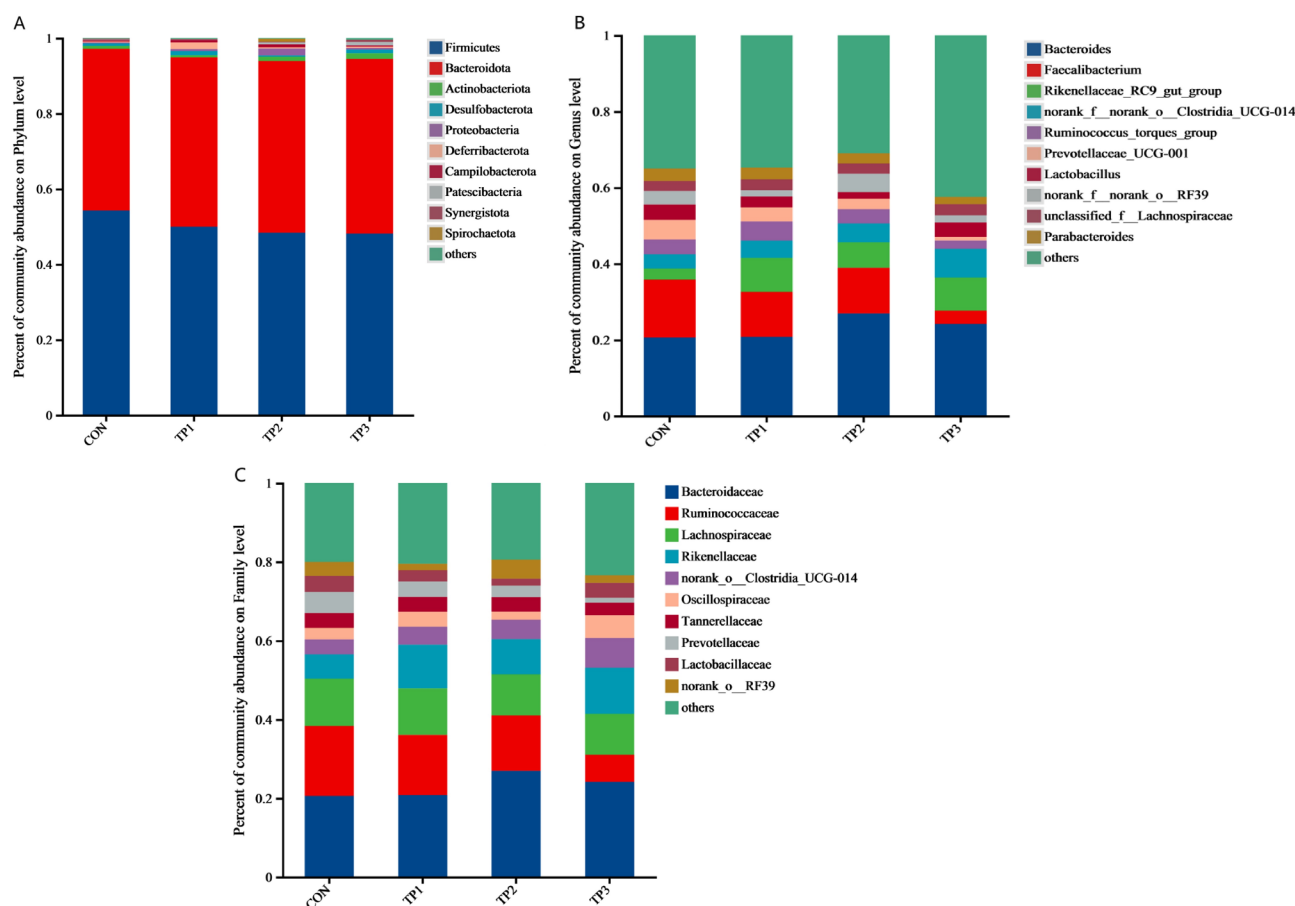 A
Percent of community abundance on Phylum level
1
0.8
0.6
0.4
0.2
0
CON
TP1
TP2
TP3
Firmicutes
Bacteroidota
Actinobacteriota
Desulfobacterota
Proteobacteria
Deferribacterota
Campilobacterota
Patescibacteria
Synergistota
Spirochaetota
others
B
Percent of community abundance on Genus level
1
0.8
0.6
0.4
0.2
0
CON
TP1
TP2
TP3
Bacteroides
Faecalibacterium
Rikenellaceae_RC9_gut_group
norank_f__norank_o__Clostridia_UCG-014
Ruminococcus_torques_group
Prevotellaceae_UCG-001
Lactobacillus
norank_f__norank_o__RF39
unclassified_f__Lachnospiraceae
Parabacteroides
others
C
Percent of community abundance on Family level
1
0.8
0.6
0.4
0.2
0
CON
TP1
TP2
TP3
Bacteroidaceae
Ruminococcaceae
Lachnospiraceae
Rikenellaceae
norank_o__Clostridia_UCG-014
Oscillospiraceae
Tannerellaceae
Prevotellaceae
Lactobacillaceae
norank_o__RF39
others